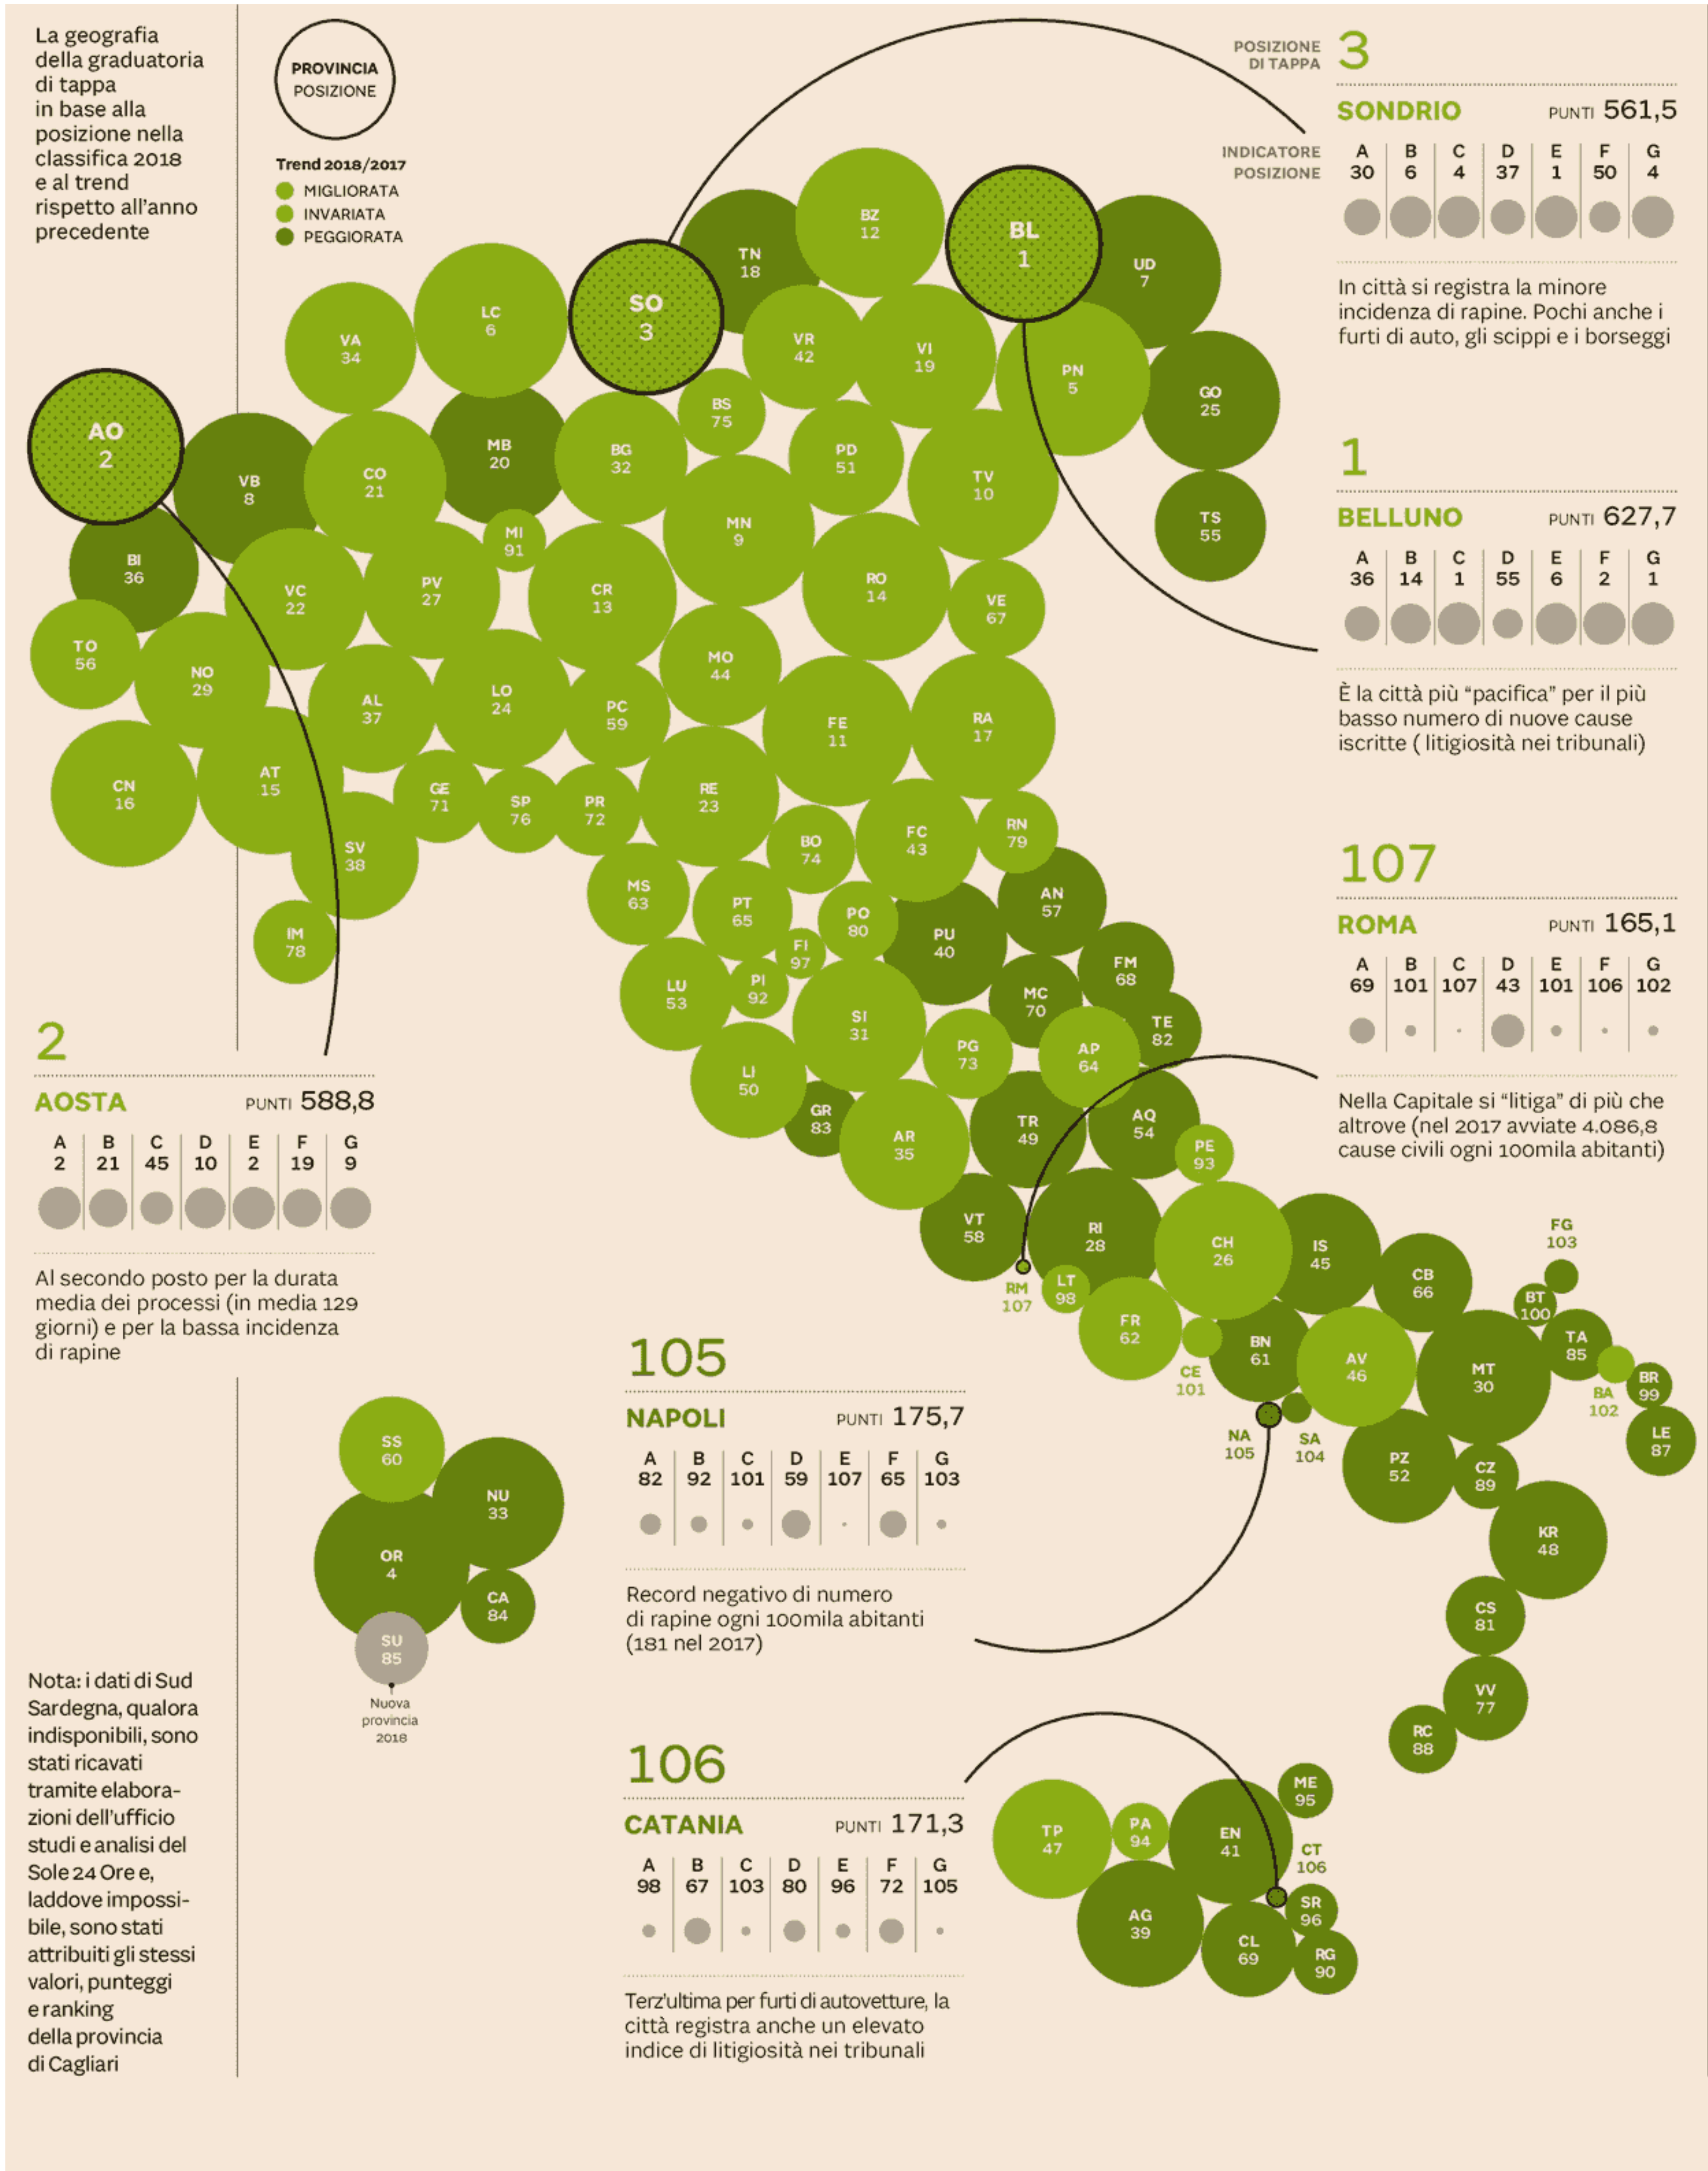 La geografia
della graduatoria
di tappa
in base alla
posizione nella
classifica 2018
e al trend
rispetto all'anno
precedente
PROVINCIA
POSIZIONE
Trend 2018/2017
MIGLIORATA
INVARIATA
PEGGIORATA
POSIZIONE
DI TAPPA
3
SONDRIO PUNTI 561,5
INDICATORE
POSIZIONE
A B C D E F G
30 6 4 37 1 50 4
In città si registra la minore
incidenza di rapine. Pochi anche i
furti di auto, gli scippi e i borseggi
1
BELLUNO PUNTI 627,7
A B C D E F G
36 14 1 55 6 2 1
È la città più “pacifica” per il più
basso numero di nuove cause
iscritte ( litigiosità nei tribunali)
107
ROMA PUNTI 165,1
A B C D E F G
69 101 107 43 101 106 102
Nella Capitale si “litiga” di più che
altrove (nel 2017 avviate 4.086,8
cause civili ogni 100mila abitanti)
BZ
12
BL
1
TN
18
UD
7
SO
3
LC
6
VA
34
VR
42
VI
19
PN
5
GO
25
BS
75
AO
2
VB
8
CO
21
MB
20
BG
32
PD
51
TV
10
TS
55
MN
9
MI
91
BI
36
VC
22
PV
27
CR
13
RO
14
VE
67
TO
56
NO
29
MO
44
AL
37
LO
24
PC
59
FE
11
RA
17
CN
16
AT
15
GE
71
SP
76
PR
72
RE
23
SV
38
BO
74
FC
43
RN
79
MS
63
PT
65
PO
80
AN
57
IM
78
FI
97
PU
40
FM
68
LU
53
PI
92
MC
70
SI
31
TE
82
PG
73
AP
64
LI
50
GR
83
AR
35
TR
49
AQ
54
PE
93
VT
58
RI
28
CH
26
IS
45
FG
103
RM
107
LT
98
CB
66
BT
100
FR
62
CE
101
BN
61
AV
46
MT
30
TA
85
BA
102
BR
99
NA
105
SA
104
PZ
52
CZ
89
LE
87
KR
48
CS
81
VV
77
RC
88
2
AOSTA PUNTI 588,8
A B C D E F G
2 21 45 10 2 19 9
Al secondo posto per la durata
media dei processi (in media 129
giorni) e per la bassa incidenza
di rapine
SS
60
NU
33
OR
4
CA
84
SU
85
Nuova
provincia
2018
Nota: i dati di Sud
Sardegna, qualora
indisponibili, sono
stati ricavati
tramite elabora-
zioni dell'ufficio
studi e analisi del
Sole 24 Ore e,
laddove impossi-
bile, sono stati
attribuiti gli stessi
valori, punteggi
e ranking
della provincia
di Cagliari
105
NAPOLI PUNTI 175,7
A B C D E F G
82 92 101 59 107 65 103
Record negativo di numero
di rapine ogni 100mila abitanti
(181 nel 2017)
106
CATANIA PUNTI 171,3
A B C D E F G
98 67 103 80 96 72 105
Terz'ultima per furti di autovetture, la
città registra anche un elevato
indice di litigiosità nei tribunali
ME
95
TP
47
PA
94
EN
41
CT
106
AG
39
SR
96
CL
69
RG
90